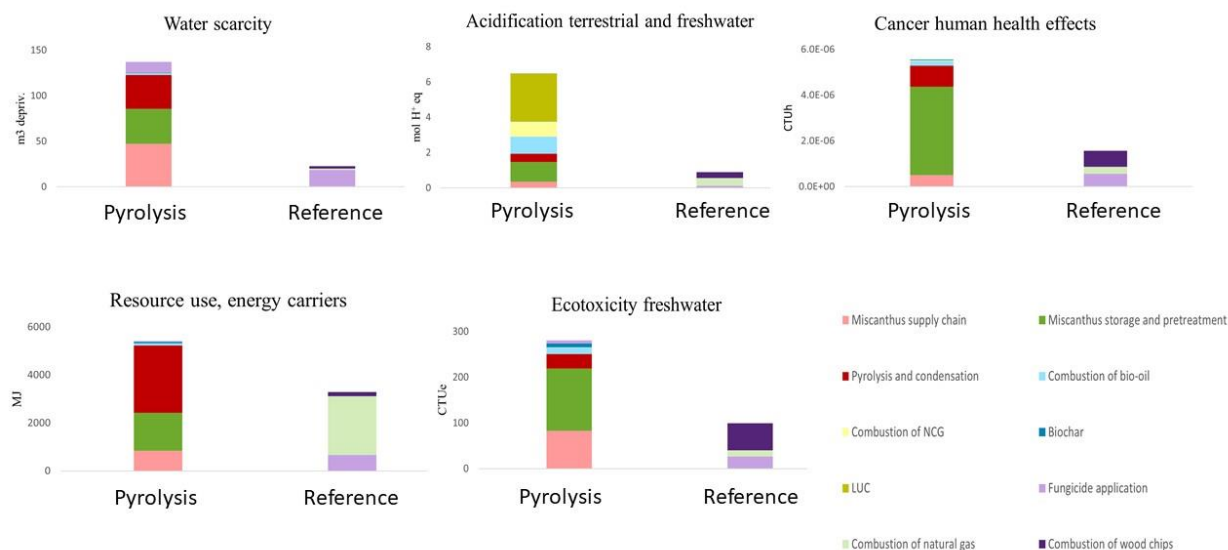 Water scarcity
150
100
50
0
m3 depriv.
Pyrolysis
Reference
Acidification terrestrial and freshwater
8
6
4
2
0
mol H⁺ eq
Pyrolysis
Reference
Cancer human health effects
6.0E-06
4.0E-06
2.0E-06
0.0E+00
CTUh
Pyrolysis
Reference
Resource use, energy carriers
6000
4000
2000
0
MJ
Pyrolysis
Reference
Ecotoxicity freshwater
300
200
100
0
CTUe
Pyrolysis
Reference
Miscanthus supply chain
Miscanthus storage and pretreatment
Pyrolysis and condensation
Combustion of bio-oil
Combustion of NCG
Biochar
LUC
Fungicide application
Combustion of natural gas
Combustion of wood chips